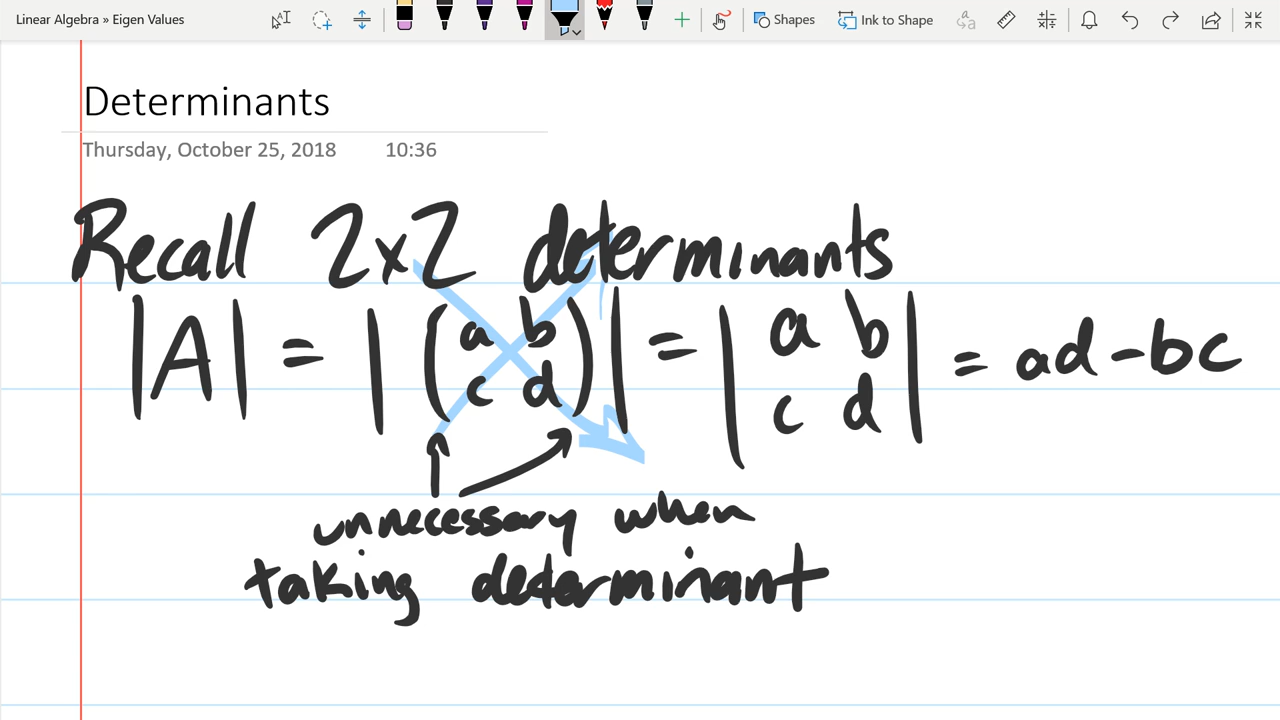 Linear Algebra » Eigen Values
Shapes
Ink to Shape
Determinants
Thursday, October 25, 2018 10:36
Recall 2x2 determinants
|A| = |(a b)| = |a b| = ad-bc
c d c d
unnecessary when
taking determinant